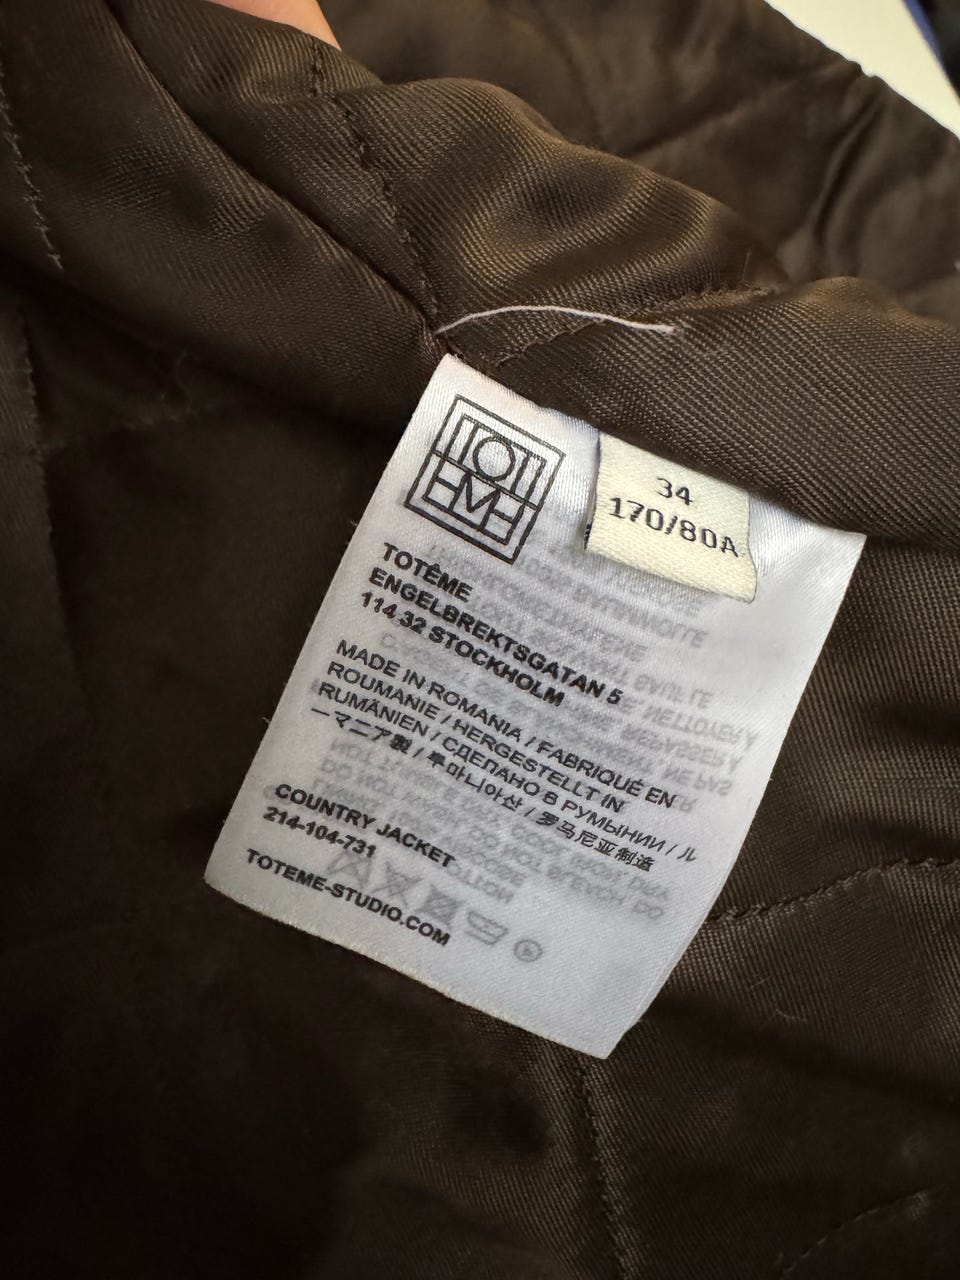 TOT
EME
34
170/80A
TOTÊME
ENGELBREKTSGATAN 5
114 32 STOCKHOLM
MADE IN ROMANIA / FABRIQUÉ EN
ROUMANIE / HERGESTELLT IN
RUMÄNIEN / СДЕЛАНО В РУМЫНИИ / ル
ーマニア製 / 루마니아산 / 罗马尼亚制造
COUNTRY JACKET
214-104-731
TOTEME-STUDIO.COM